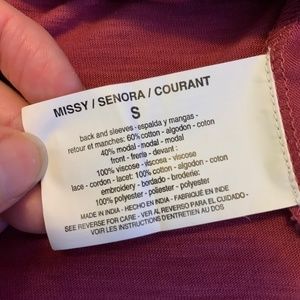 MISSY / SENORA / COURANT
S
back and sleeves - espalda y mangas -
retour et manches: 60% cotton - algodon - coton
40% modal - modal - modal
front - frente - devant :
100% viscose - viscosa - viscose
lace - cordon - lacet: 100% cotton - algodon - coton
embroidery - bordado - broderie:
100% polyester - poliester - polyester
MADE IN INDIA - HECHO EN INDIA - FABRIQUÉ EN INDE
SEE REVERSE FOR CARE - VER AL REVERSO PARA EL CUIDADO -
VOIR LES INSTRUCTIONS D'ENTRETIEN AU DOS